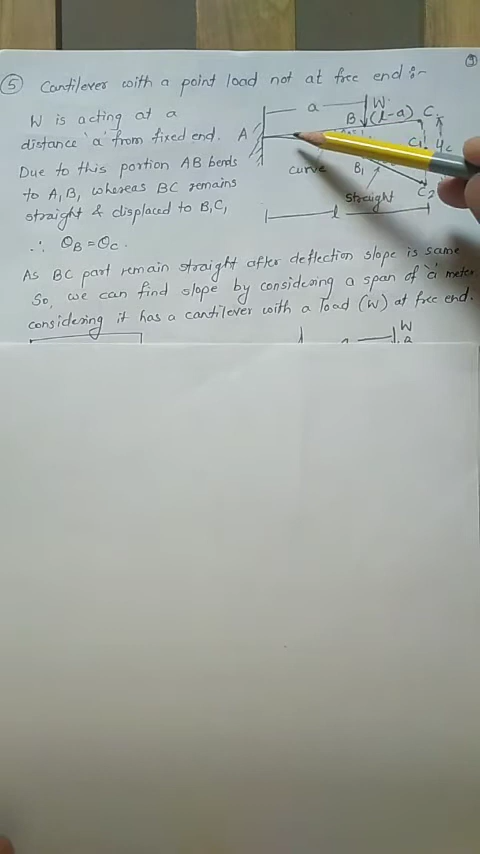 9
5 Cantilever with a point load not at free end :-
W is acting at a
distance 'a' from fixed end.
Due to this portion AB bends
to A, B, whereas BC remains
straight & displaced to B, C,
∴ θB = θC.
a
W
B (l-a) C
A
C1 yC
curve B1
straight C2
l
As BC part remain straight after deflection slope is same
So, we can find slope by considering a span of 'a' meter
considering it has a cantilever with a load (W) at free end.
W
a B